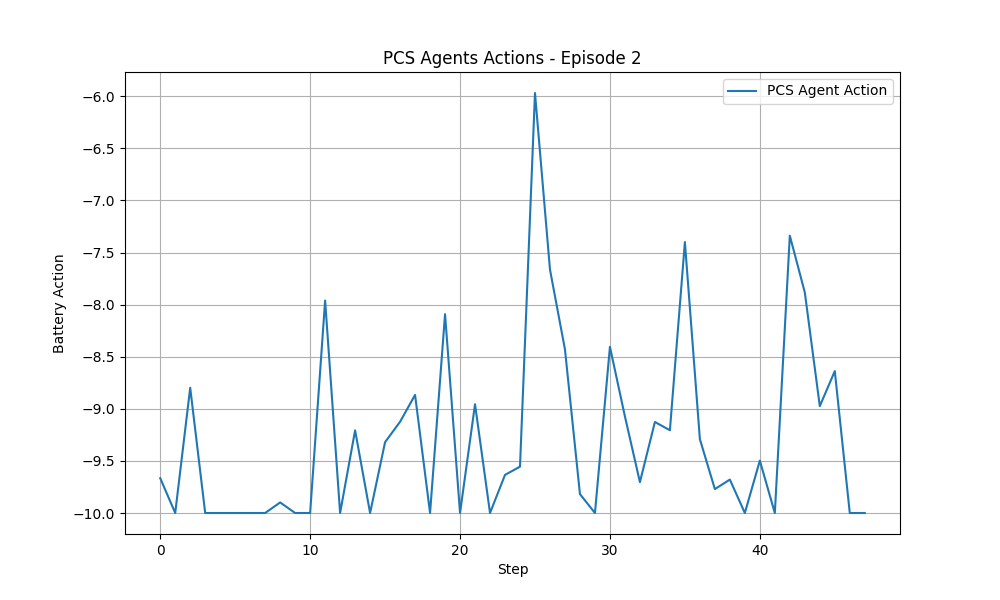 PCS Agents Actions - Episode 2
PCS Agent Action
−6.0
−6.5
−7.0
−7.5
−8.0
−8.5
−9.0
−9.5
−10.0
Battery Action
0 10 20 30 40
Step